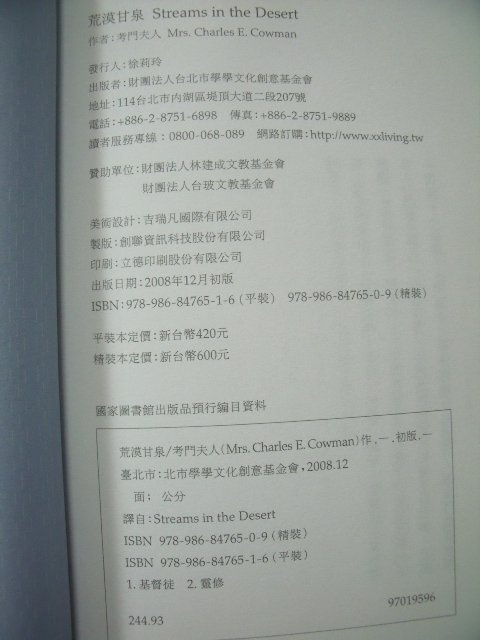 荒漠甘泉 Streams in the Desert
作者:考門夫人 Mrs. Charles E. Cowman
發行人:徐莉玲
出版者:財團法人台北市學學文化創意基金會
地址:114台北市內湖區堤頂大道二段207號
電話:+886-2-8751-6898 傳真:+886-2-8751-9889
讀者服務專線:0800-068-089 網路訂購:http://www.xxliving.tw
贊助單位:財團法人林建成文教基金會
財團法人台玻文教基金會
美術設計:吉瑞凡國際有限公司
製版:創聯資訊科技股份有限公司
印刷:立德印刷股份有限公司
出版日期:2008年12月初版
ISBN:978-986-84765-1-6(平裝) 978-986-84765-0-9(精裝)
平裝本定價:新台幣420元
精裝本定價:新台幣600元
國家圖書館出版品預行編目資料
荒漠甘泉/考門夫人(Mrs. Charles E. Cowman)作.一.初版.一
臺北市:北市學學文化創意基金會,2008.12
面; 公分
譯自:Streams in the Desert
ISBN 978-986-84765-0-9(精裝)
ISBN 978-986-84765-1-6(平裝)
1.基督徒 2.靈修
244.93 97019596